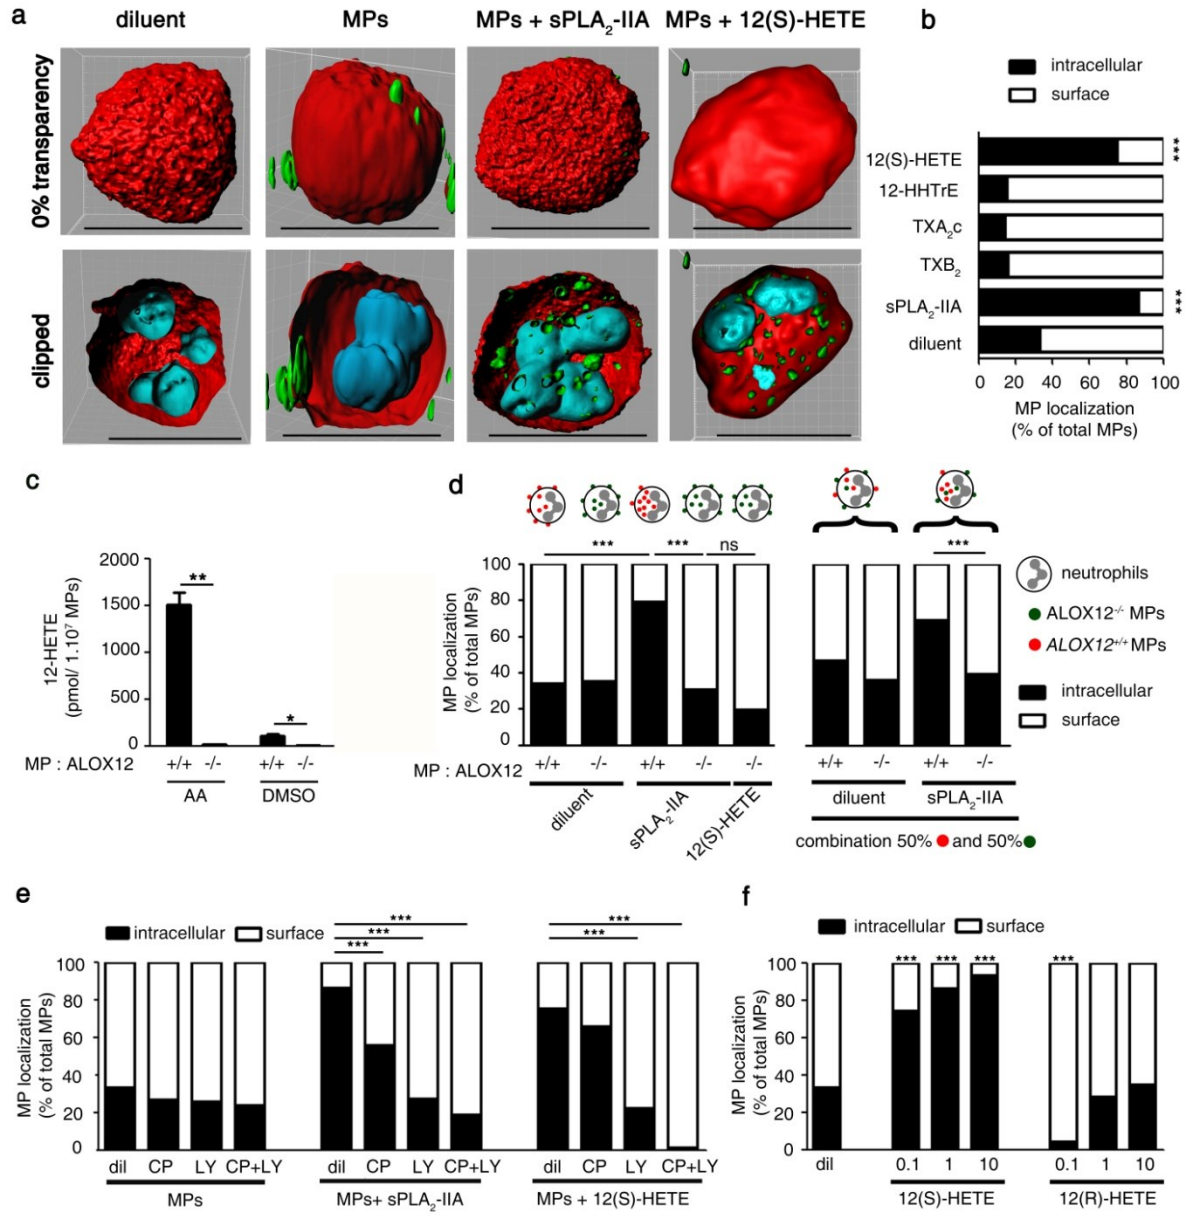 a
diluent
MPs
MPs + sPLA₂-IIA
MPs + 12(S)-HETE
0% transparency
clipped
b
intracellular
surface
12(S)-HETE
***
12-HHTrE
TXA₂c
TXB₂
sPLA₂-IIA
***
diluent
0 20 40 60 80 100
MP localization
(% of total MPs)
c
2000
1500
1000
500
0
12-HETE
(pmol/ 1.10⁷ MPs)
**
*
MP : ALOX12
+/+ -/- +/+ -/-
AA DMSO
d
*** *** ns
***
100
80
60
40
20
0
MP localization
(% of total MPs)
MP : ALOX12
+/+ -/- +/+ -/- -/-
diluent
sPLA₂-IIA
12(S)-HETE
+/+ -/- +/+ -/-
diluent sPLA₂-IIA
combination 50% and 50%
neutrophils
ALOX12⁻/⁻ MPs
ALOX12⁺/⁺ MPs
intracellular
surface
e
intracellular surface
***
***
***
***
***
100
80
60
40
20
0
MP localization
(% of total MPs)
dil CP LY CP+LY
MPs
dil CP LY CP+LY
MPs+ sPLA₂-IIA
dil CP LY CP+LY
MPs + 12(S)-HETE
f
intracellular surface
*** *** *** ***
100
80
60
40
20
0
MP localization
(% of total MPs)
dil
0.1 1 10
12(S)-HETE
0.1 1 10
12(R)-HETE